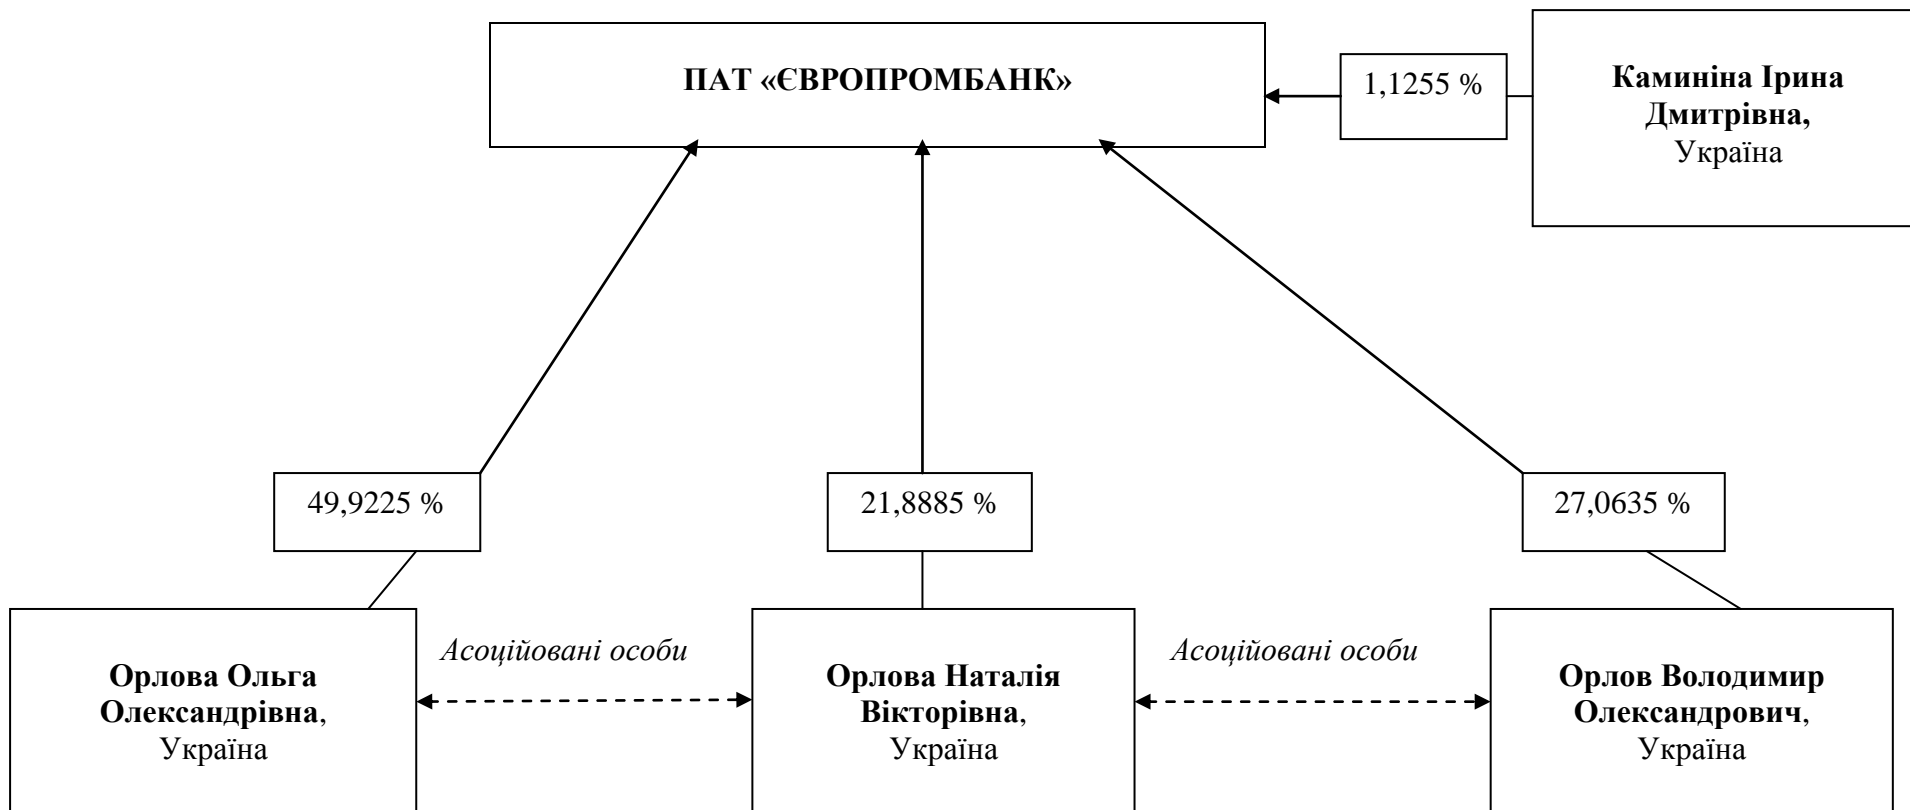 ПАТ «ЄВРОПРОМБАНК»
1,1255 %
Каминіна Ірина
Дмитрівна,
Україна
49,9225 %
21,8885 %
27,0635 %
Орлова Ольга
Олександрівна,
Україна
Асоційовані особи
Орлова Наталія
Вікторівна,
Україна
Асоційовані особи
Орлов Володимир
Олександрович,
Україна